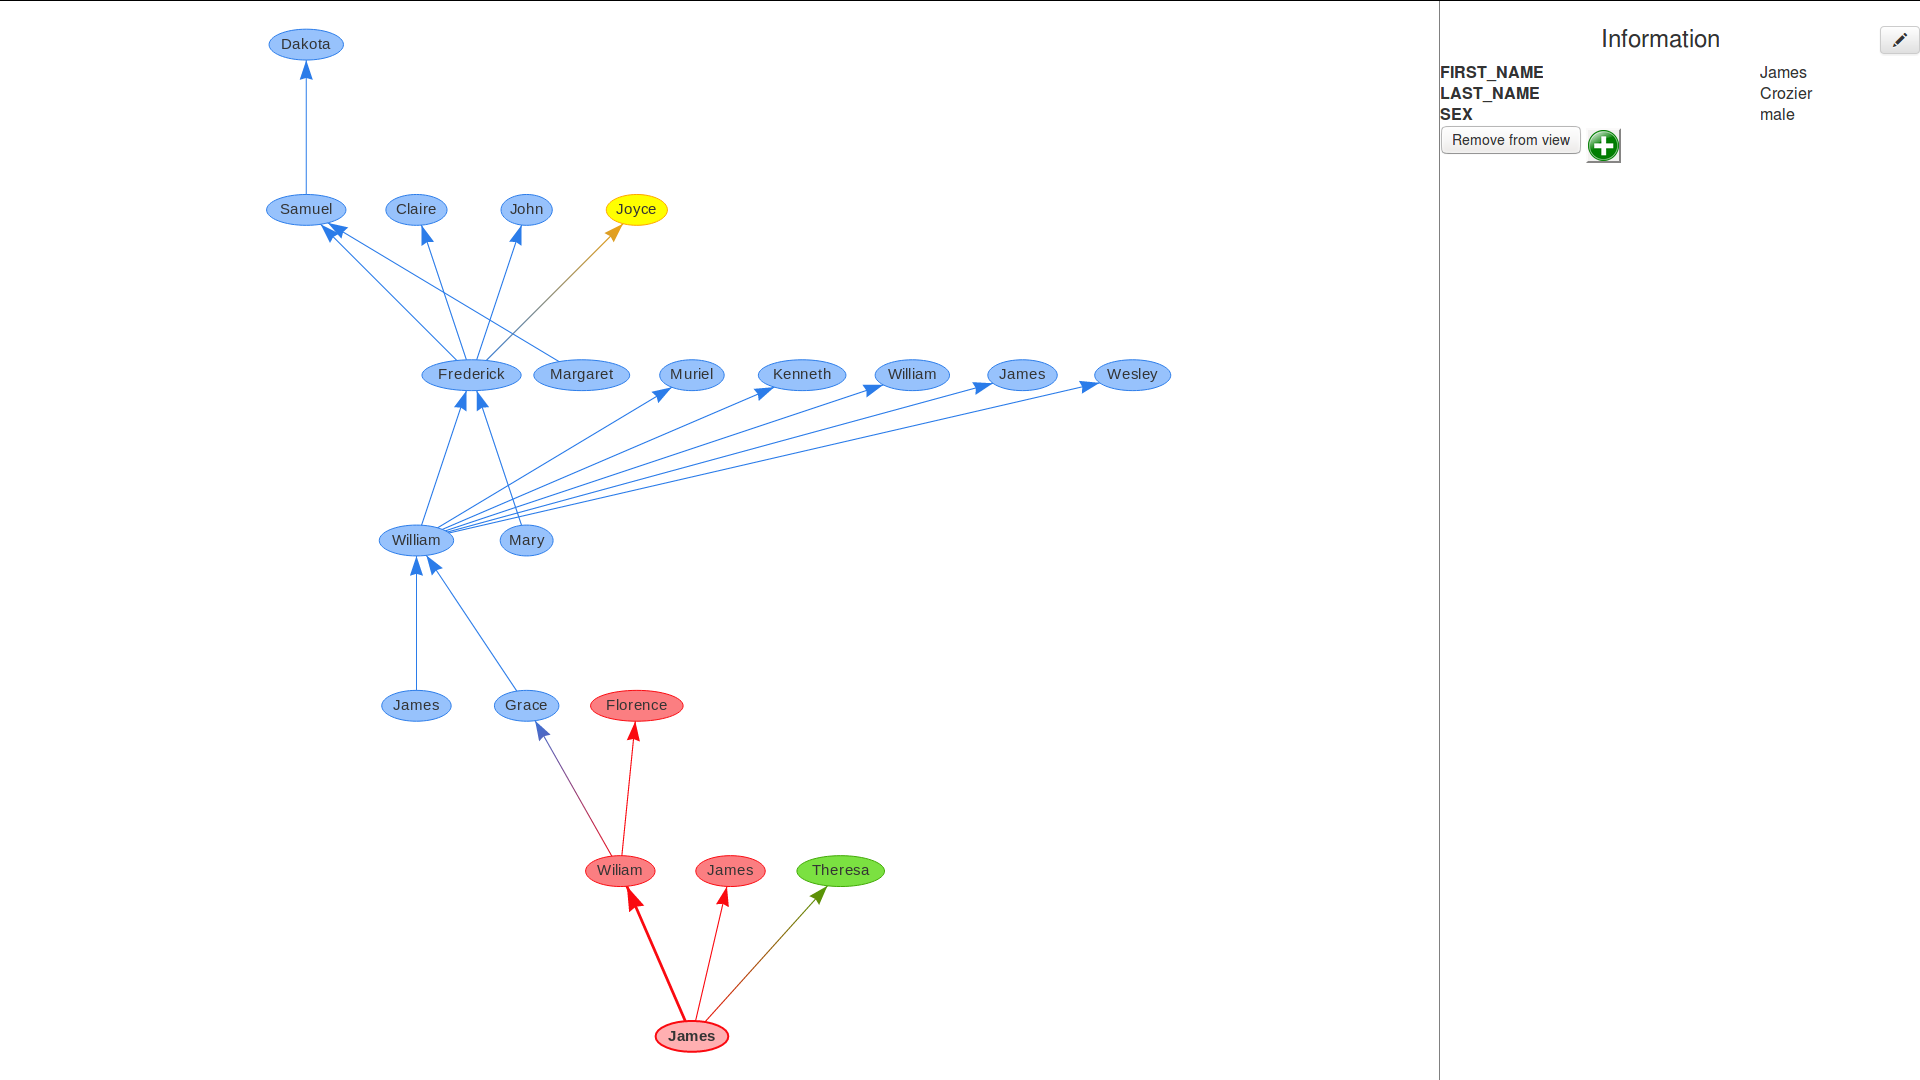 Dakota
Samuel Claire John Joyce
Frederick Margaret Muriel Kenneth William James Wesley
William Mary
James Grace Florence
Wiliam James Theresa
James
Information
FIRST_NAME James
LAST_NAME Crozier
SEX male
Remove from view